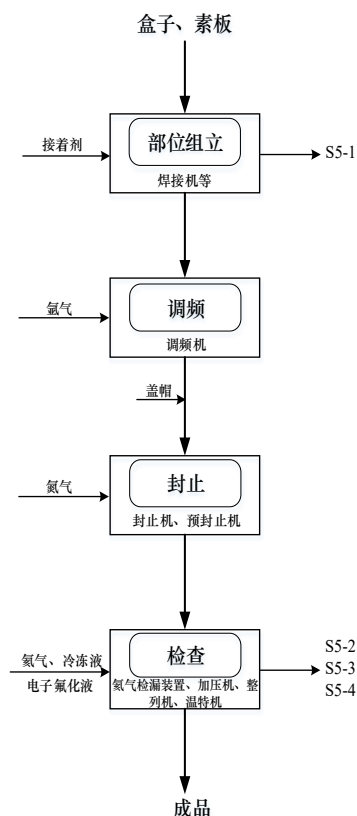 盒子、素板
接着剂
部位组立
焊接机等
S5-1
氩气
调频
调频机
盖帽
氮气
封止
封止机、预封止机
氦气、冷冻液
电子氟化液
检查
氦气检漏装置、加压机、整
列机、温特机
S5-2
S5-3
S5-4
成品